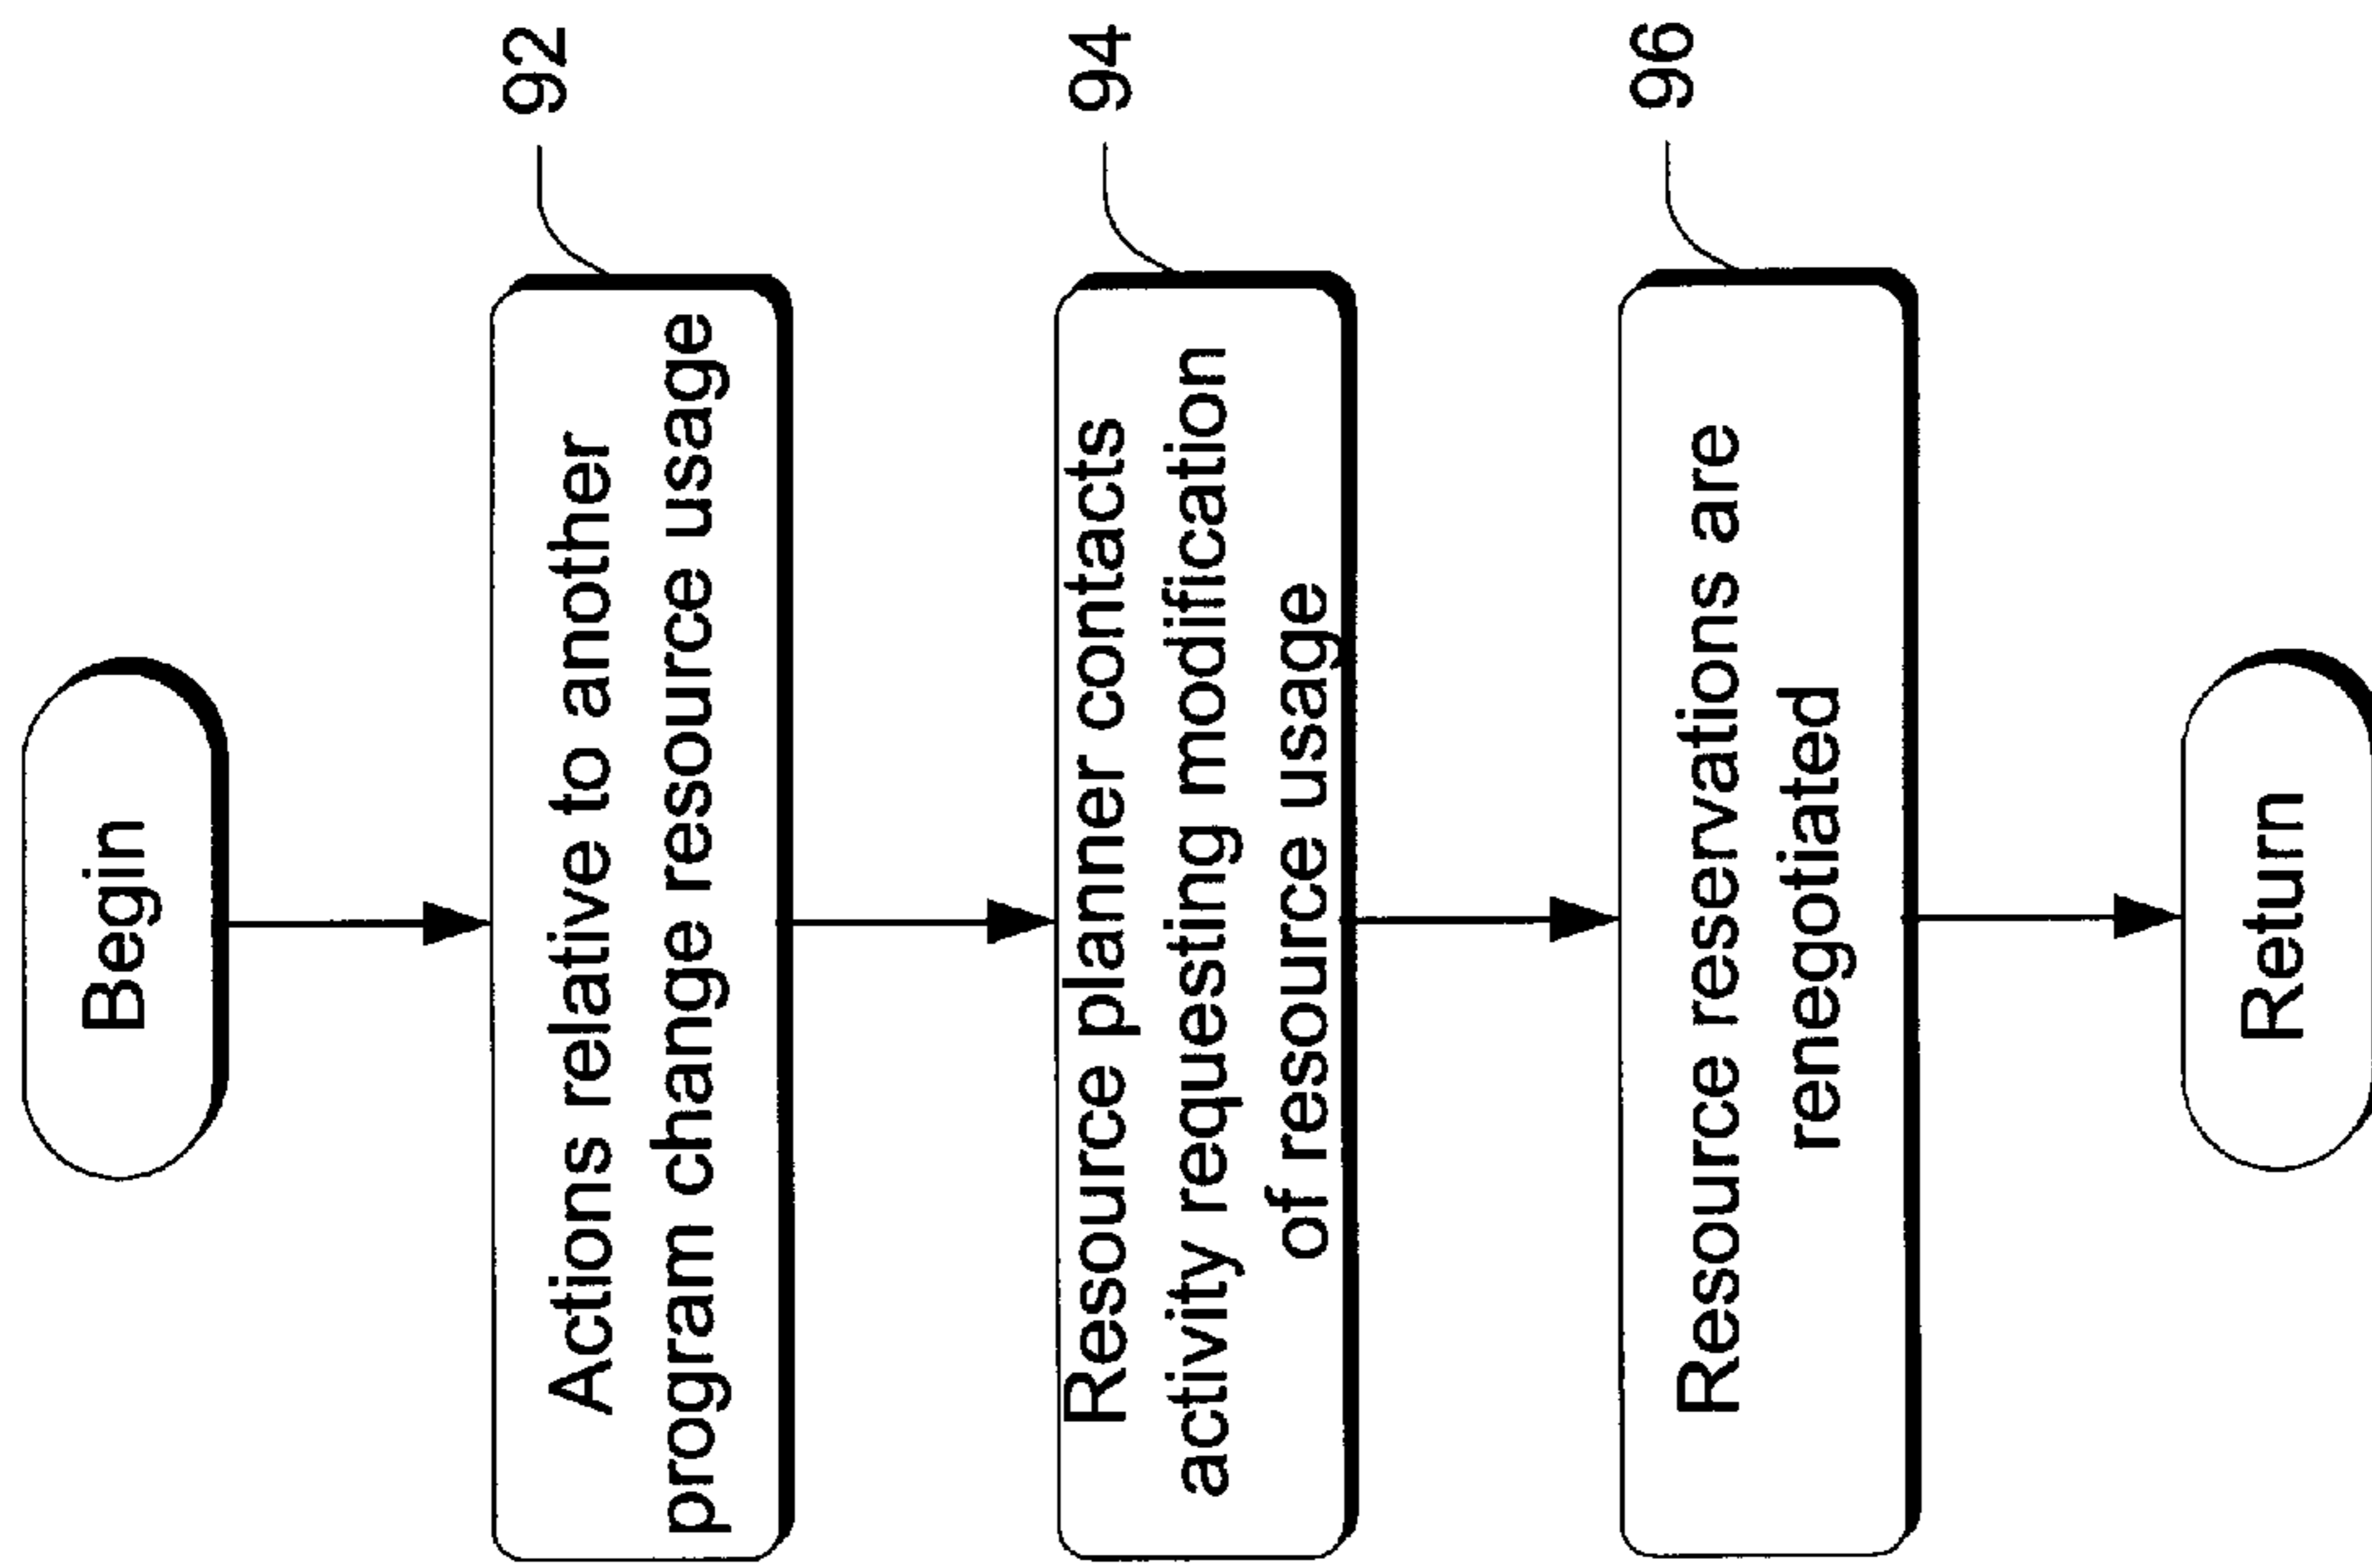 Begin
92
Actions relative to another
program change resource usage
94
Resource planner contacts
activity requesting modification
of resource usage
96
Resource reservations are
renegotiated
Return